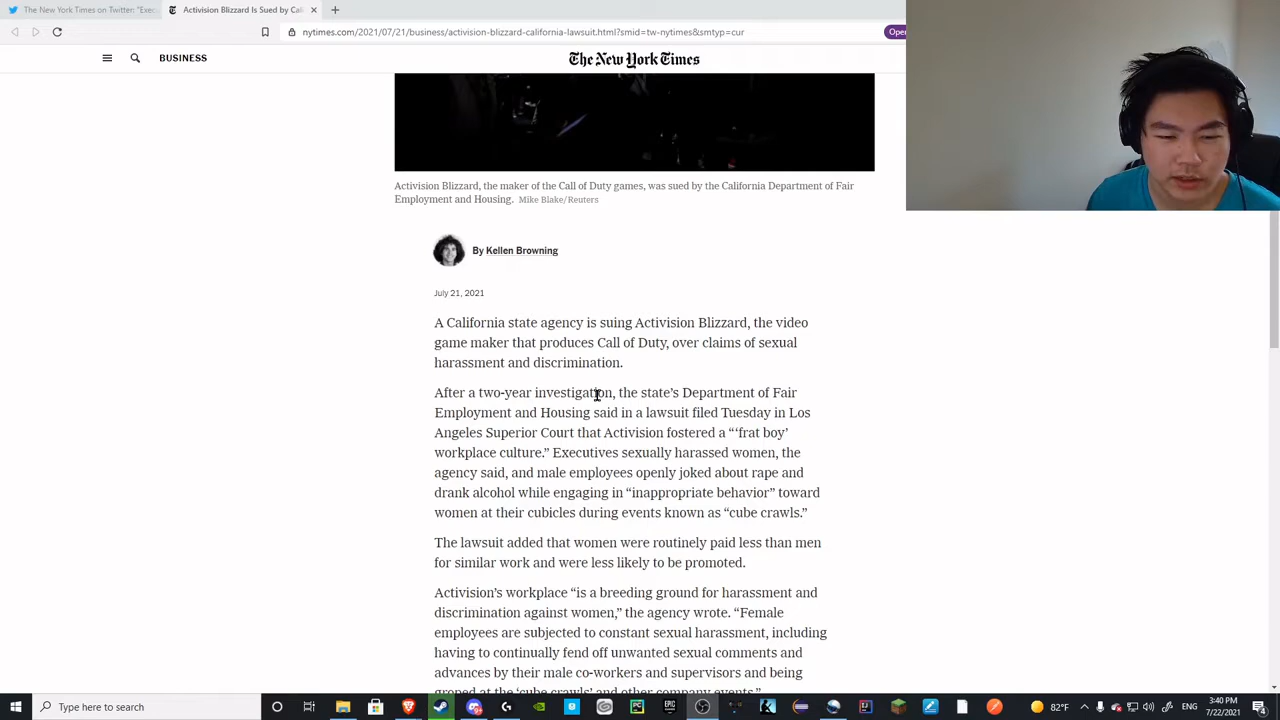 The New York Times on Twitter: "Exec
Activision Blizzard Is Sued by Cali
nytimes.com/2021/07/21/business/activision-blizzard-california-lawsuit.html?smid=tw-nytimes&smtyp=cur
Open
BUSINESS
The New York Times
Activision Blizzard, the maker of the Call of Duty games, was sued by the California Department of Fair
Employment and Housing. Mike Blake/Reuters
By Kellen Browning
July 21, 2021
A California state agency is suing Activision Blizzard, the video
game maker that produces Call of Duty, over claims of sexual
harassment and discrimination.
After a two-year investigation, the state's Department of Fair
Employment and Housing said in a lawsuit filed Tuesday in Los
Angeles Superior Court that Activision fostered a “‘frat boy’
workplace culture.” Executives sexually harassed women, the
agency said, and male employees openly joked about rape and
drank alcohol while engaging in “inappropriate behavior” toward
women at their cubicles during events known as “cube crawls.”
The lawsuit added that women were routinely paid less than men
for similar work and were less likely to be promoted.
Activision’s workplace “is a breeding ground for harassment and
discrimination against women,” the agency wrote. “Female
employees are subjected to constant sexual harassment, including
having to continually fend off unwanted sexual comments and
advances by their male co-workers and supervisors and being
groped at the ‘cube crawls’ and other company events.”
Type here to search
82°F
3:40 PM
7/22/2021